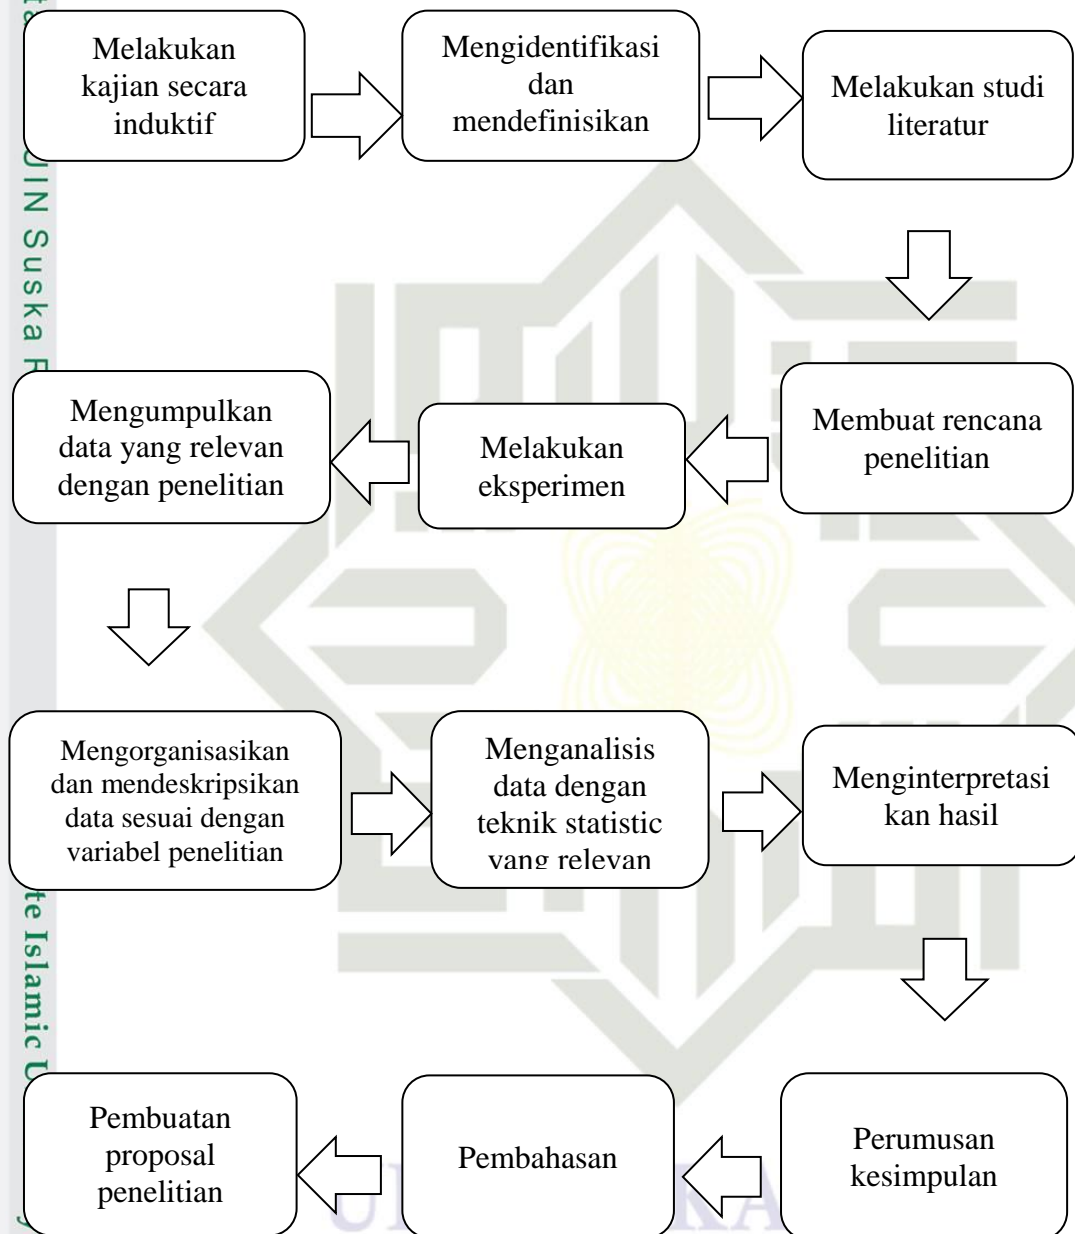 Melakukan
kajian secara
induktif
Mengidentifikasi
dan
mendefinisikan
Melakukan studi
literatur
Membuat rencana
penelitian
Melakukan
eksperimen
Mengumpulkan
data yang relevan
dengan penelitian
Mengorganisasikan
dan mendeskripsikan
data sesuai dengan
variabel penelitian
Menganalisis
data dengan
teknik statistic
yang relevan
Menginterpretasi
kan hasil
Perumusan
kesimpulan
Pembahasan
Pembuatan
proposal
penelitian
Suska
Islamic